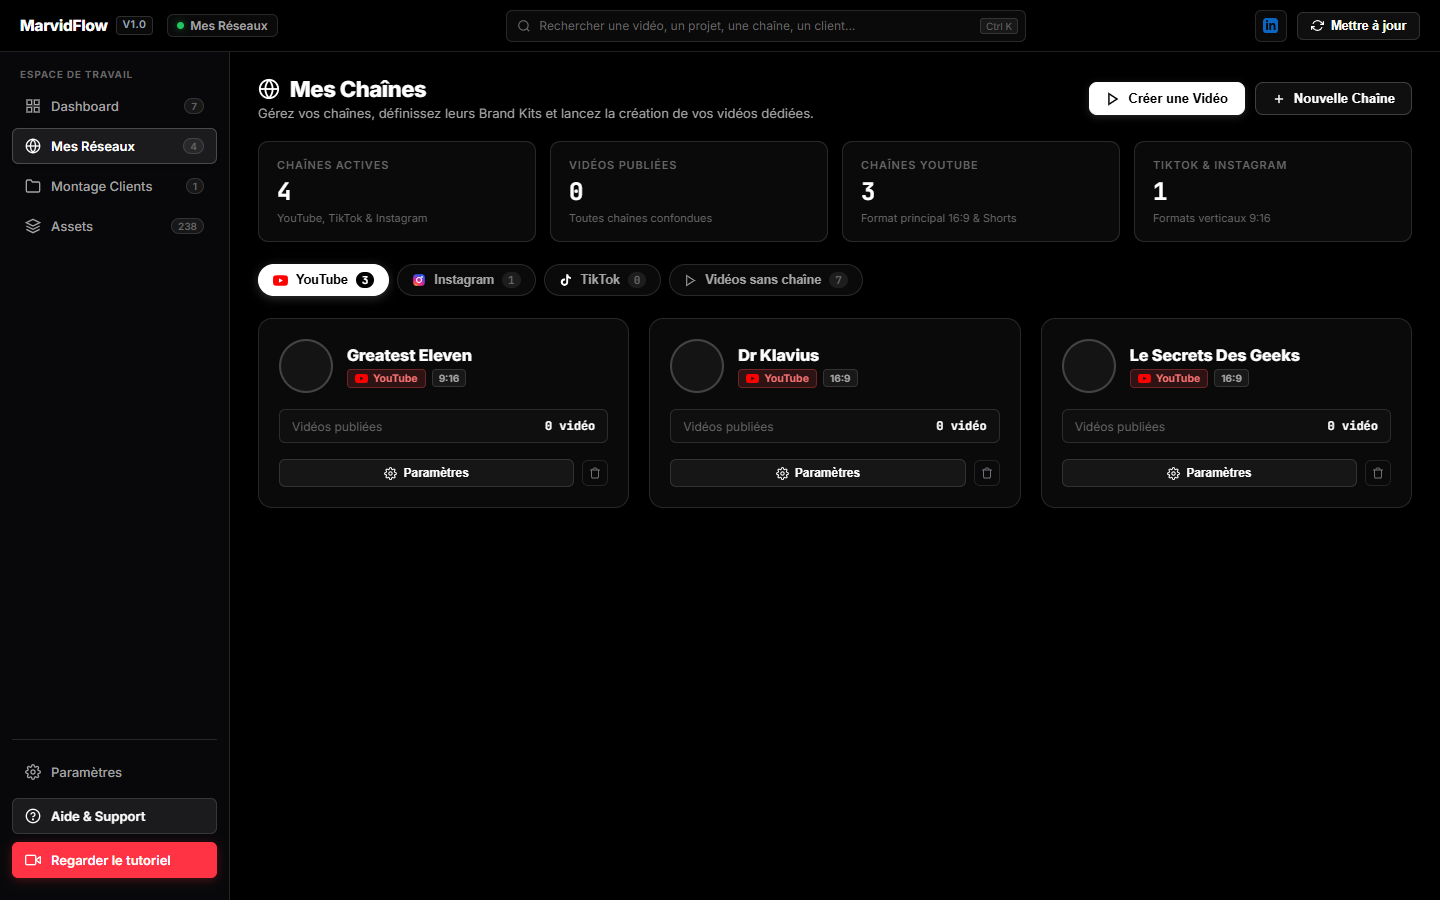 MarvidFlow V1.0 Mes Réseaux
Rechercher une vidéo, un projet, une chaîne, un client... Ctrl K
Mettre à jour
ESPACE DE TRAVAIL
Dashboard 7
Mes Réseaux 4
Montage Clients 1
Assets 238
Paramètres
Aide & Support
Regarder le tutoriel
Mes Chaînes
Gérez vos chaînes, définissez leurs Brand Kits et lancez la création de vos vidéos dédiées.
Créer une Vidéo
+ Nouvelle Chaîne
CHAÎNES ACTIVES
4
YouTube, TikTok & Instagram
VIDÉOS PUBLIÉES
0
Toutes chaînes confondues
CHAÎNES YOUTUBE
3
Format principal 16:9 & Shorts
TIKTOK & INSTAGRAM
1
Formats verticaux 9:16
YouTube 3
Instagram 1
TikTok 0
Vidéos sans chaîne 7
Greatest Eleven
YouTube 9:16
Vidéos publiées 0 vidéo
Paramètres
Dr Klavius
YouTube 16:9
Vidéos publiées 0 vidéo
Paramètres
Le Secrets Des Geeks
YouTube 16:9
Vidéos publiées 0 vidéo
Paramètres